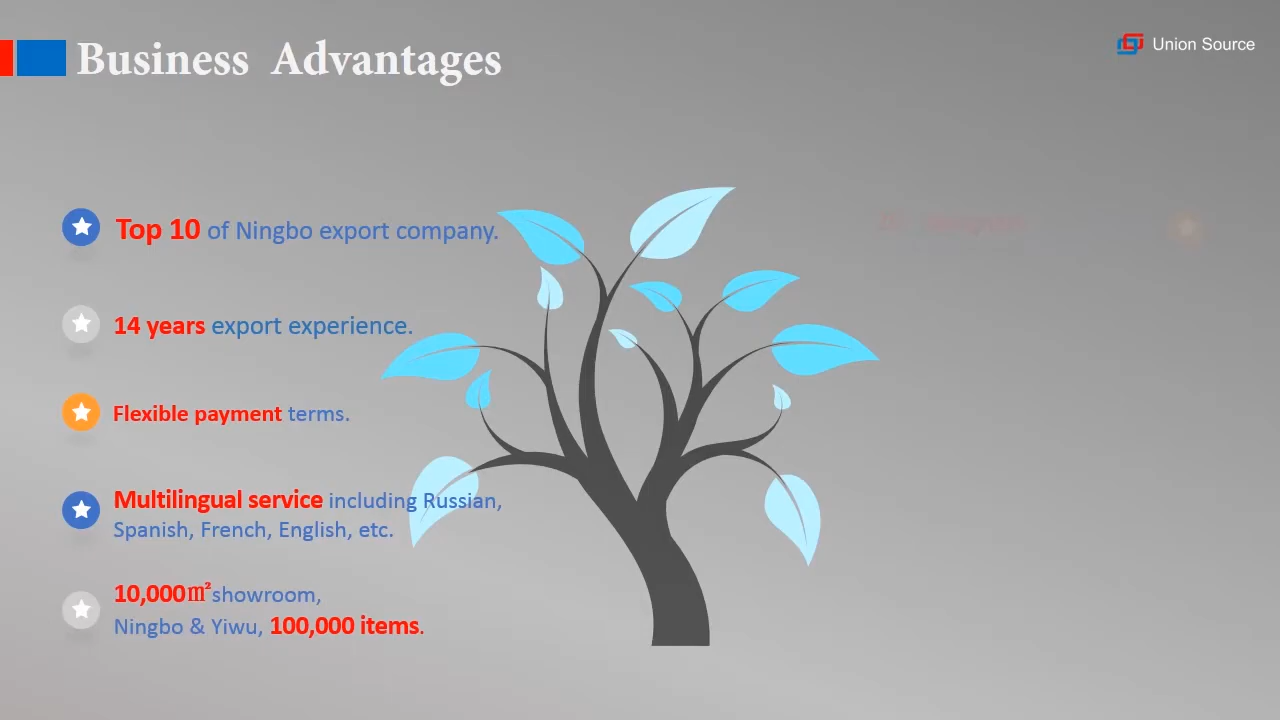 Business Advantages
Union Source
Top 10 of Ningbo export company.
14 years export experience.
Flexible payment terms.
Multilingual service including Russian,
Spanish, French, English, etc.
10,000㎡showroom,
Ningbo & Yiwu, 100,000 items.